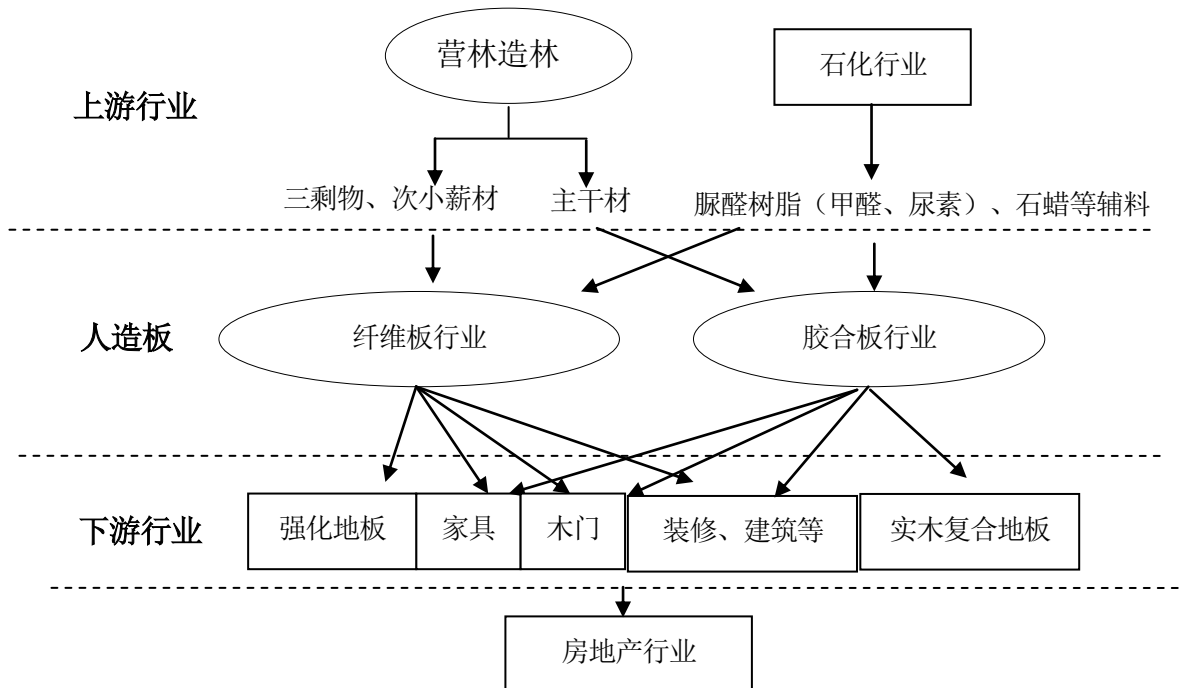 营林造林
石化行业
上游行业
三剩物、次小薪材
主干材
脲醛树脂（甲醛、尿素）、石蜡等辅料
人造板
纤维板行业
胶合板行业
下游行业
强化地板
家具
木门
装修、建筑等
实木复合地板
房地产行业